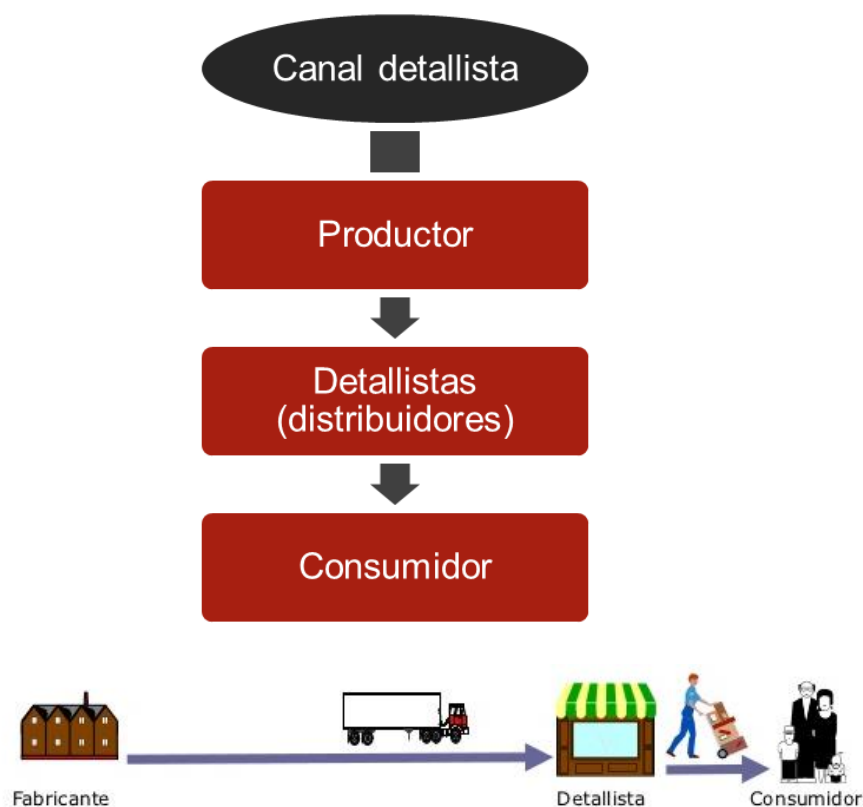 Canal detallista
Productor
Detallistas
(distribuidores)
Consumidor
Fabricante
Detallista
Consumidor